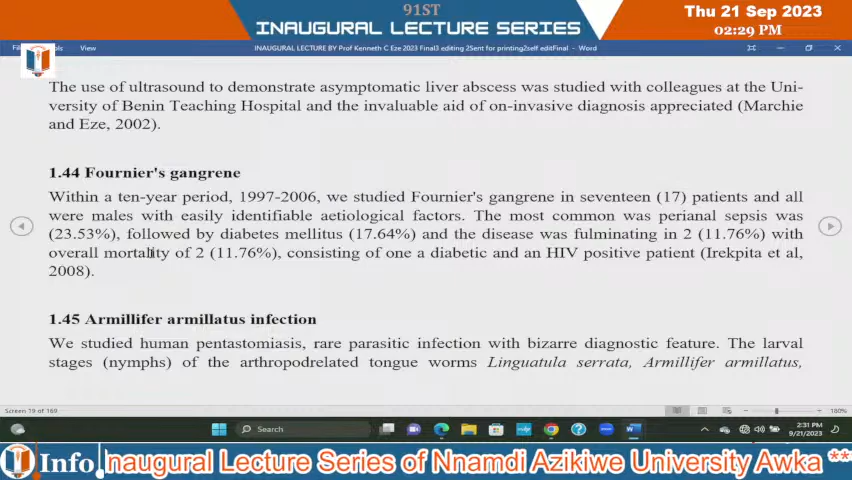 91ST
INAUGURAL LECTURE SERIES
Thu 21 Sep 2023
02:29 PM
View
INAUGURAL LECTURE BY Prof Kenneth C Eze 2023 Final3 editing 2Sent for printing2self editFinal - Word
The use of ultrasound to demonstrate asymptomatic liver abscess was studied with colleagues at the Uni-
versity of Benin Teaching Hospital and the invaluable aid of on-invasive diagnosis appreciated (Marchie
and Eze, 2002).
1.44 Fournier's gangrene
Within a ten-year period, 1997-2006, we studied Fournier's gangrene in seventeen (17) patients and all
were males with easily identifiable aetiological factors. The most common was perianal sepsis was
(23.53%), followed by diabetes mellitus (17.64%) and the disease was fulminating in 2 (11.76%) with
overall mortality of 2 (11.76%), consisting of one a diabetic and an HIV positive patient (Irekpita et al,
2008).
1.45 Armillifer armillatus infection
We studied human pentastomiasis, rare parasitic infection with bizarre diagnostic feature. The larval
stages (nymphs) of the arthropodrelated tongue worms Linguatula serrata, Armillifer armillatus,
Screen 19 of 169
180%
Search
2:31 PM
9/21/2023
Info.
Inaugural Lecture Series of Nnamdi Azikiwe University Awka **